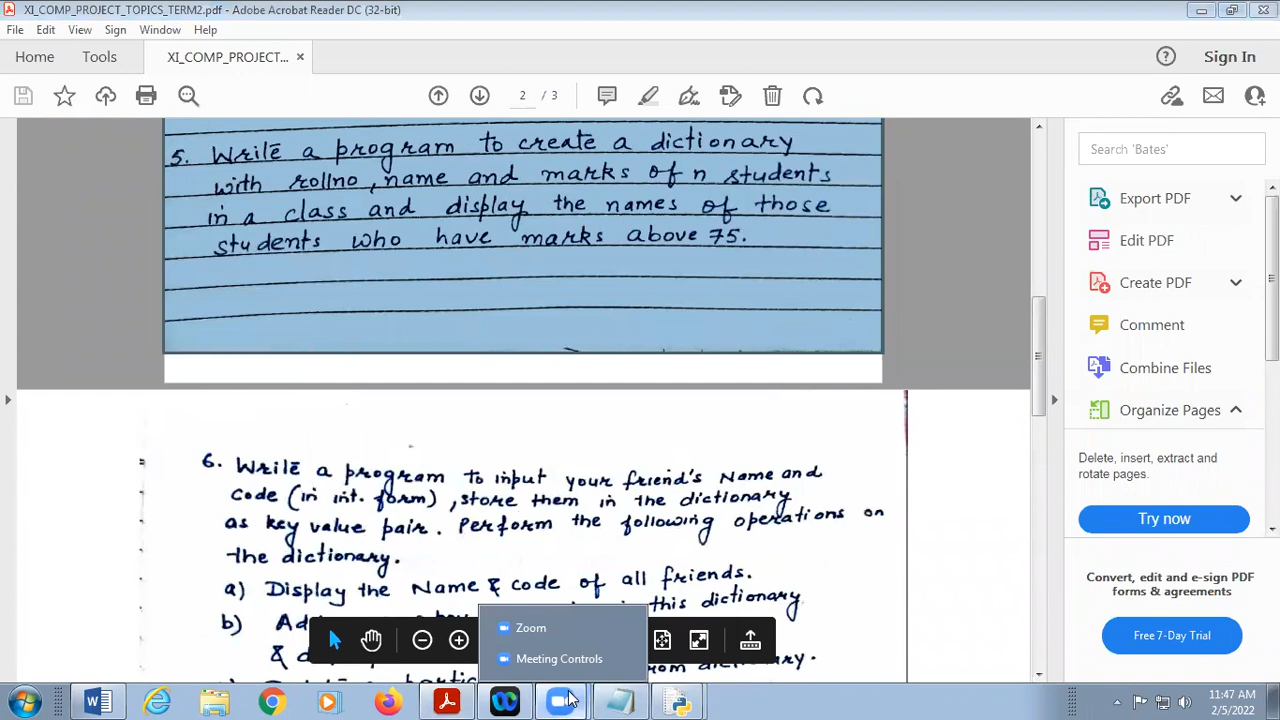 XI_COMP_PROJECT_TOPICS_TERM2.pdf - Adobe Acrobat Reader DC (32-bit)
File Edit View Sign Window Help
Home Tools XI_COMP_PROJECT... × Sign In
2 / 3
5. Write a program to create a dictionary
with rollno, name and marks of n students
in a class and display the names of those
students who have marks above 75.
6. Write a program to input your friend's Name and
code (in int. form), store them in the dictionary
as key value pair. Perform the following operations on
the dictionary.
a) Display the Name & code of all friends.
b) in this dictionary
&
from dictionary.
Zoom
Meeting Controls
Search 'Bates'
Export PDF
Edit PDF
Create PDF
Comment
Combine Files
Organize Pages
Delete, insert, extract and
rotate pages.
Try now
Convert, edit and e-sign PDF
forms & agreements
Free 7-Day Trial
11:47 AM
2/5/2022